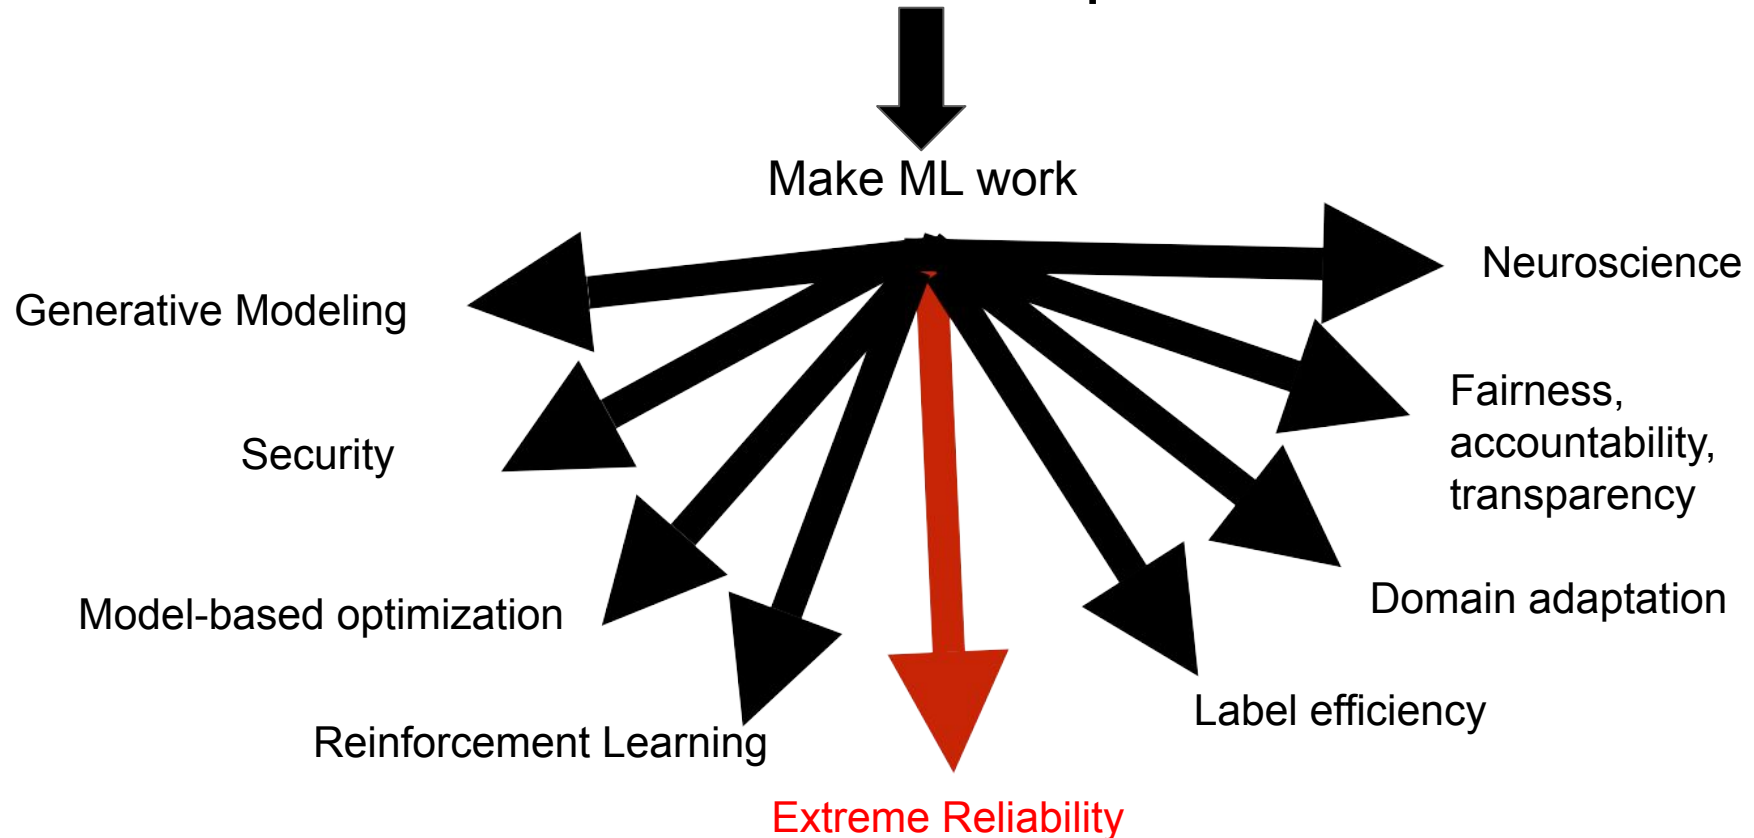 Make ML work
Neuroscience
Generative Modeling
Fairness,
accountability,
transparency
Security
Domain adaptation
Model-based optimization
Label efficiency
Reinforcement Learning
Extreme Reliability